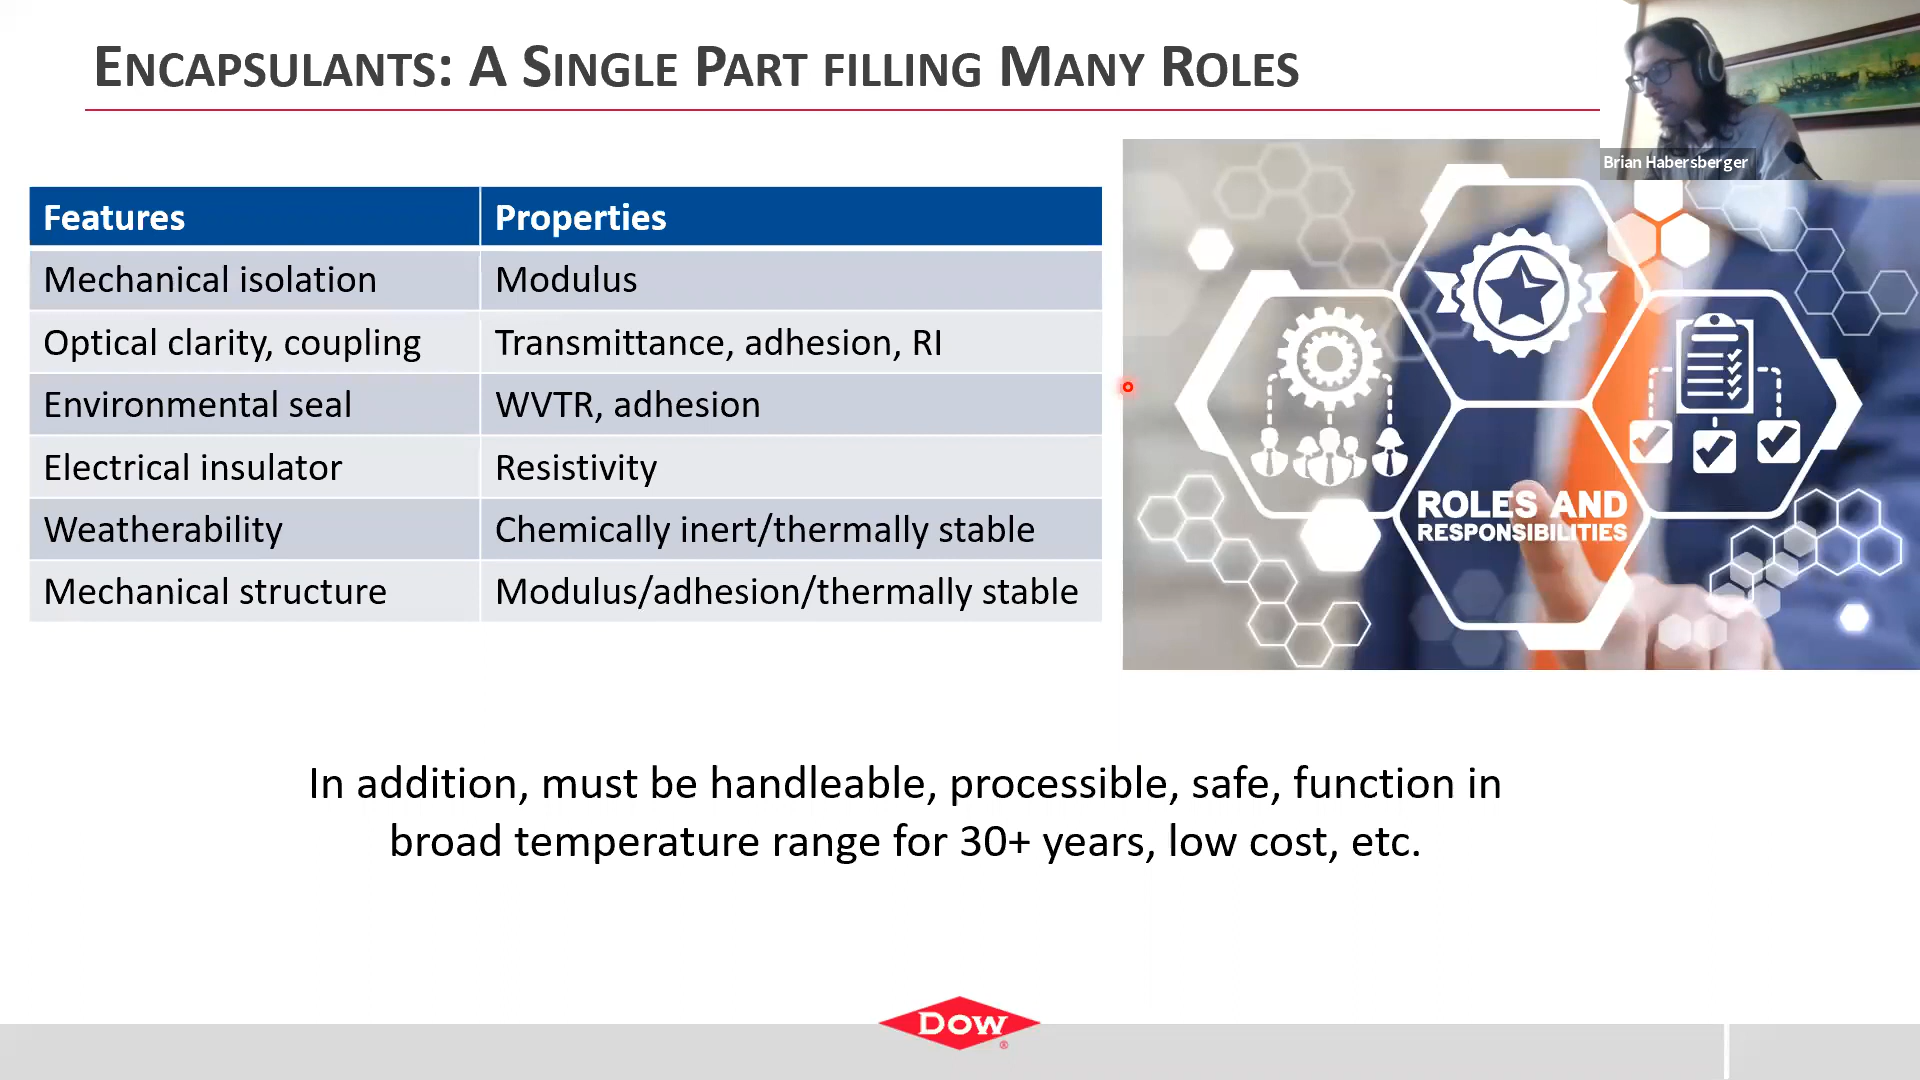 ENCAPSULANTS: A SINGLE PART FILLING MANY ROLES
Brian Habersberger
Features Properties
Mechanical isolation Modulus
Optical clarity, coupling Transmittance, adhesion, RI
Environmental seal WVTR, adhesion
Electrical insulator Resistivity
Weatherability Chemically inert/thermally stable
Mechanical structure Modulus/adhesion/thermally stable
ROLES AND
RESPONSIBILITIES
In addition, must be handleable, processible, safe, function in
broad temperature range for 30+ years, low cost, etc.
DOW®